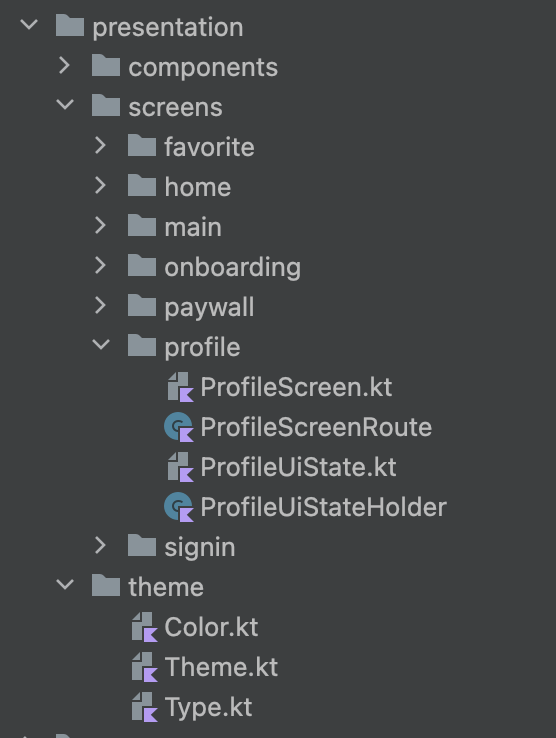 presentation
components
screens
favorite
home
main
onboarding
paywall
profile
ProfileScreen.kt
ProfileScreenRoute
ProfileUiState.kt
ProfileUiStateHolder
signin
theme
Color.kt
Theme.kt
Type.kt